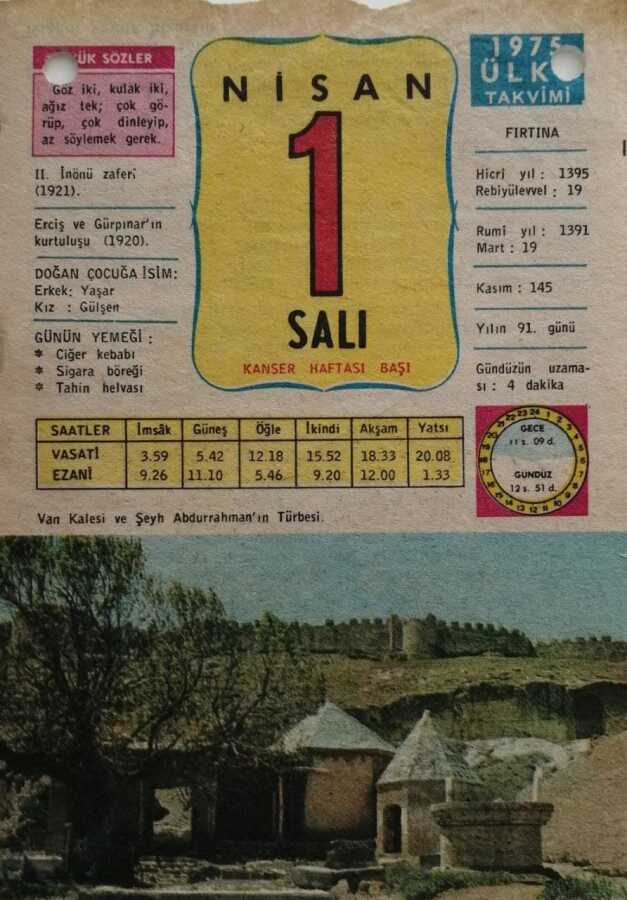 SÖZLER
Göz iki, kulak iki,
ağız tek; çok gö-
rüp, çok dinleyip,
az söylemek gerek.
II. İnönü zaferi
(1921).
Erciş ve Gürpınar'ın
kurtuluşu (1920).
DOĞAN ÇOCUĞA İSİM:
Erkek: Yaşar
Kız : Gülşen
GÜNÜN YEMEĞİ :
* Ciğer kebabı
* Sigara böreği
* Tahin helvası
NİSAN
1
SALI
KANSER HAFTASI BAŞI
1975
ÜLK
TAKVİMİ
FIRTINA
Hicrî yıl : 1395
Rebiyülevvel : 19
Rumî yıl : 1391
Mart : 19
Kasım : 145
Yılın 91. günü
Gündüzün uzama-
sı : 4 dakika
SAATLER İmsâk Güneş Öğle İkindi Akşam Yatsı
VASATÎ 3.59 5.42 12.18 15.52 18.33 20.08
EZANÎ 9.26 11.10 5.46 9.20 12.00 1.33
GECE
11 s. 09 d.
GÜNDÜZ
12 s. 51 d.
Van Kalesi ve Şeyh Abdurrahman'ın Türbesi.